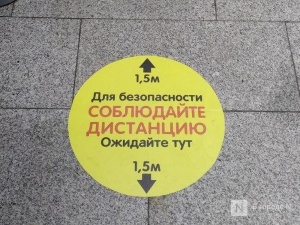 1,5м
Для безопасности
СОБЛЮДАЙТЕ
ДИСТАНЦИЮ
Ожидайте тут
1,5м